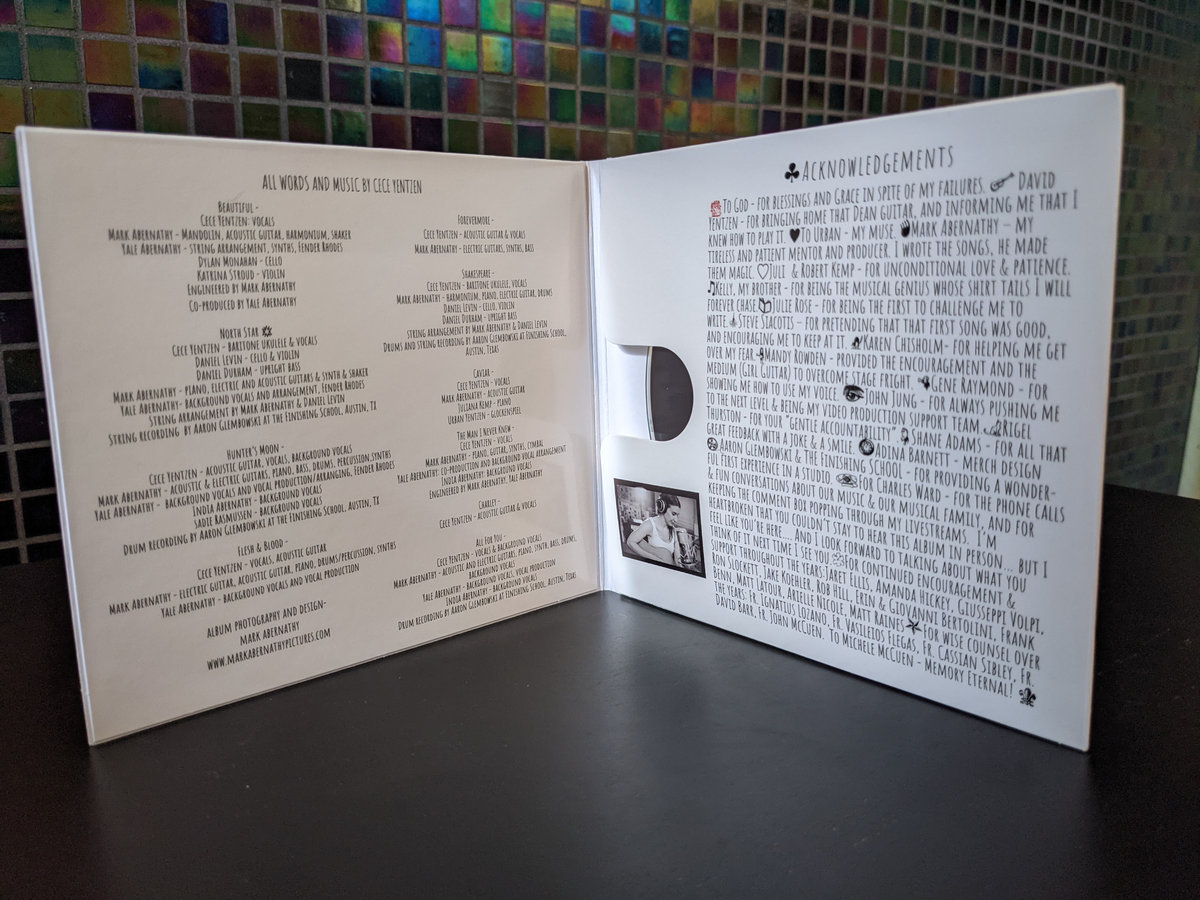 ALL WORDS AND MUSIC BY CECE YENTZEN
BEAUTIFUL -
CECE YENTZEN: VOCALS
MARK ABERNATHY - MANDOLIN, ACOUSTIC GUITAR, HARMONIUM, SHAKER
YALE ABERNATHY - STRING ARRANGEMENT, SYNTHS, FENDER RHODES
DYLAN MONAHAN - CELLO
KATRINA STROUD - VIOLIN
ENGINEERED BY MARK ABERNATHY
CO-PRODUCED BY YALE ABERNATHY
NORTH STAR
CECE YENTZEN - BARITONE UKULELE & VOCALS
DANIEL LEVIN - CELLO & VIOLIN
DANIEL DURHAM - UPRIGHT BASS
MARK ABERNATHY - PIANO, ELECTRIC AND ACOUSTIC GUITARS & SYNTH & SHAKER
YALE ABERNATHY - BACKGROUND VOCALS AND ARRANGEMENT, FENDER RHODES
STRING ARRANGEMENT BY MARK ABERNATHY & DANIEL LEVIN
STRING RECORDING BY AARON GLEMBOWSKI AT THE FINISHING SCHOOL, AUSTIN, TX
HUNTER'S MOON -
CECE YENTZEN - ACOUSTIC GUITAR, VOCALS, BACKGROUND VOCALS
MARK ABERNATHY - ACOUSTIC & ELECTRIC GUITARS, PIANO, BASS, DRUMS, PERCUSSION, SYNTHS
YALE ABERNATHY - BACKGROUND VOCALS AND VOCAL PRODUCTION/ARRANGING, FENDER RHODES
INDIA ABERNATHY - BACKGROUND VOCALS
SADIE RASMUSSEN - BACKGROUND VOCALS
DRUM RECORDING BY AARON GLEMBOWSKI AT THE FINISHING SCHOOL, AUSTIN, TX
FLESH & BLOOD -
CECE YENTZEN - VOCALS, ACOUSTIC GUITAR
MARK ABERNATHY - ELECTRIC GUITAR, ACOUSTIC GUITAR, PIANO, DRUMS/PERCUSSION, SYNTHS
YALE ABERNATHY - BACKGROUND VOCALS AND VOCAL PRODUCTION
ALBUM PHOTOGRAPHY AND DESIGN-
MARK ABERNATHY
WWW.MARKABERNATHYPICTURES.COM
FOREVERMORE -
CECE YENTZEN - ACOUSTIC GUITAR & VOCALS
MARK ABERNATHY - ELECTRIC GUITARS, SYNTH, BASS
SHAKESPEARE -
CECE YENTZEN - BARITONE UKULELE, VOCALS
MARK ABERNATHY - HARMONIUM, PIANO, ELECTRIC GUITAR, DRUMS
DANIEL LEVIN - CELLO, VIOLIN
DANIEL DURHAM - UPRIGHT BASS
STRING ARRANGEMENT BY MARK ABERNATHY & DANIEL LEVIN
DRUMS AND STRING RECORDING BY AARON GLEMBOWSKI AT FINISHING SCHOOL,
AUSTIN, TEXAS
CAVIAR -
CECE YENTZEN - VOCALS
MARK ABERNATHY - ACOUSTIC GUITAR
JULIANA KEMP - PIANO
URBAN YENTZEN - GLOCKENSPIEL
THE MAN I NEVER KNEW -
CECE YENTZEN - VOCALS
MARK ABERNATHY - PIANO, GUITAR, SYNTHS, CYMBAL
YALE ABERNATHY: CO-PRODUCTION AND BACKGROUND VOCAL ARRANGEMENT
INDIA ABERNATHY BACKGROUND VOCALS
ENGINEERED BY MARK ABERNATHY, YALE ABERNATHY
CHARLEY -
CECE YENTZEN - ACOUSTIC GUITAR & VOCALS
ALL FOR YOU -
CECE YENTZEN - VOCALS & BACKGROUND VOCALS
MARK ABERNATHY - ACOUSTIC AND ELECTRIC GUITARS, PIANO, SYNTH, BASS, DRUMS,
BACKGROUND VOCALS
YALE ABERNATHY - BACKGROUND VOCALS, VOCAL PRODUCTION
INDIA ABERNATHY - BACKGROUND VOCALS
DRUM RECORDING BY AARON GLEMBOWSKI AT FINISHING SCHOOL, AUSTIN, TEXAS
ACKNOWLEDGEMENTS
TO GOD - FOR BLESSINGS AND GRACE IN SPITE OF MY FAILURES. DAVID
YENTZEN - FOR BRINGING HOME THAT DEAN GUITAR, AND INFORMING ME THAT I
KNEW HOW TO PLAY IT. TO URBAN - MY MUSE. MARK ABERNATHY - MY
TIRELESS AND PATIENT MENTOR AND PRODUCER. I WROTE THE SONGS, HE MADE
THEM MAGIC. JULI & ROBERT KEMP - FOR UNCONDITIONAL LOVE & PATIENCE.
KELLY, MY BROTHER - FOR BEING THE MUSICAL GENIUS WHOSE SHIRT TAILS I WILL
FOREVER CHASE. JULIE ROSE - FOR BEING THE FIRST TO CHALLENGE ME TO
WRITE. STEVE SIACOTIS - FOR PRETENDING THAT THAT FIRST SONG WAS GOOD,
AND ENCOURAGING ME TO KEEP AT IT. KAREN CHISHOLM- FOR HELPING ME GET
OVER MY FEAR. MANDY ROWDEN - PROVIDED THE ENCOURAGEMENT AND THE
MEDIUM (GIRL GUITAR) TO OVERCOME STAGE FRIGHT. GENE RAYMOND - FOR
SHOWING ME HOW TO USE MY VOICE. JOHN JUNG - FOR ALWAYS PUSHING ME
TO THE NEXT LEVEL & BEING MY VIDEO PRODUCTION SUPPORT TEAM. RIGEL
THURSTON - FOR YOUR "GENTLE ACCOUNTABILITY" SHANE ADAMS - FOR ALL THAT
GREAT FEEDBACK WITH A JOKE & A SMILE. ADINA BARNETT - MERCH DESIGN
AARON GLEMBOWSKI & THE FINISHING SCHOOL - FOR PROVIDING A WONDER-
FUL FIRST EXPERIENCE IN A STUDIO FOR CHARLES WARD - FOR THE PHONE CALLS
& FUN CONVERSATIONS ABOUT OUR MUSIC & OUR MUSICAL FAMILY, AND FOR
KEEPING THE COMMENT BOX POPPING THROUGH MY LIVESTREAMS. I'M
HEARTBROKEN THAT YOU COULDN'T STAY TO HEAR THIS ALBUM IN PERSON... BUT I
FEEL LIKE YOU'RE HERE... AND I LOOK FORWARD TO TALKING ABOUT WHAT YOU
THINK OF IT NEXT TIME I SEE YOU. FOR CONTINUED ENCOURAGEMENT &
SUPPORT THROUGHOUT THE YEARS: JARET ELLIS, AMANDA HICKEY, GIUSSEPPI VOLPI,
RON SLOCKETT, JAKE KOEHLER, ROB HILL, ERIN & GIOVANNI BERTOLINI, FRANK
BENN, MATT LATOUR, ARIELLE NICOLE, MATT RAINES FOR WISE COUNSEL OVER
THE YEARS: FR. IGNATIUS LOZANO, FR. VASILEIOS FLEGAS, FR. CASSIAN SIBLEY, FR.
DAVID BARR, FR. JOHN MCCUEN. TO MICHELE MCCUEN - MEMORY ETERNAL!